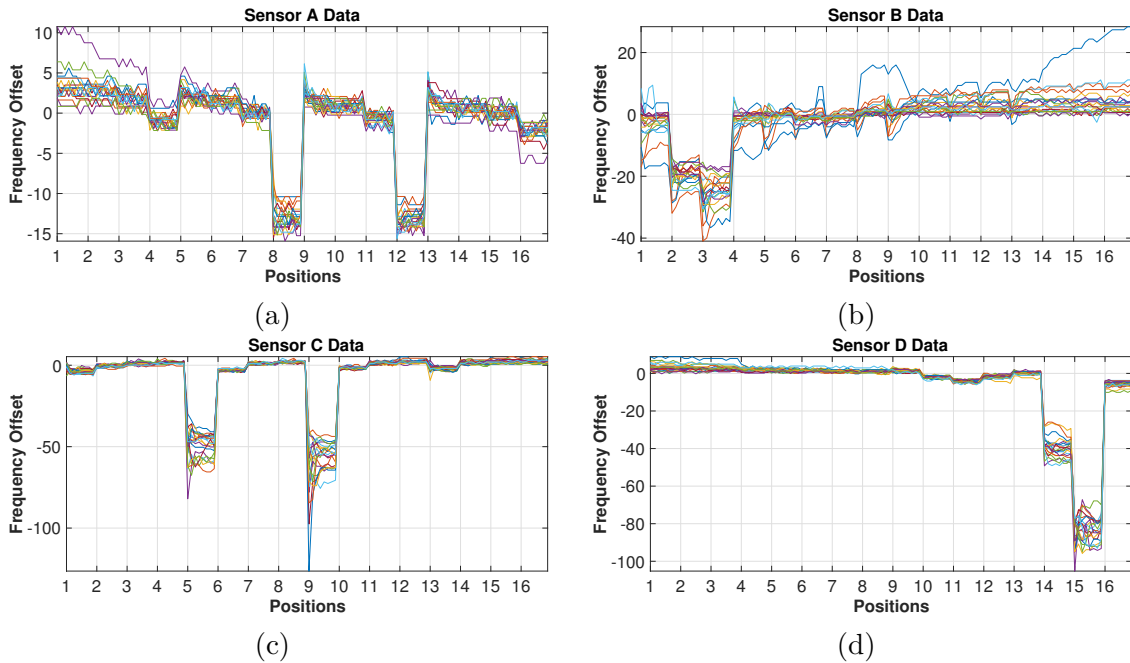 Sensor A Data
Frequency Offset
10
5
0
-5
-10
-15
1 2 3 4 5 6 7 8 9 10 11 12 13 14 15 16
Positions
(a)
Sensor B Data
Frequency Offset
20
0
-20
-40
1 2 3 4 5 6 7 8 9 10 11 12 13 14 15 16
Positions
(b)
Sensor C Data
Frequency Offset
0
-50
-100
1 2 3 4 5 6 7 8 9 10 11 12 13 14 15 16
Positions
(c)
Sensor D Data
Frequency Offset
0
-20
-40
-60
-80
-100
1 2 3 4 5 6 7 8 9 10 11 12 13 14 15 16
Positions
(d)